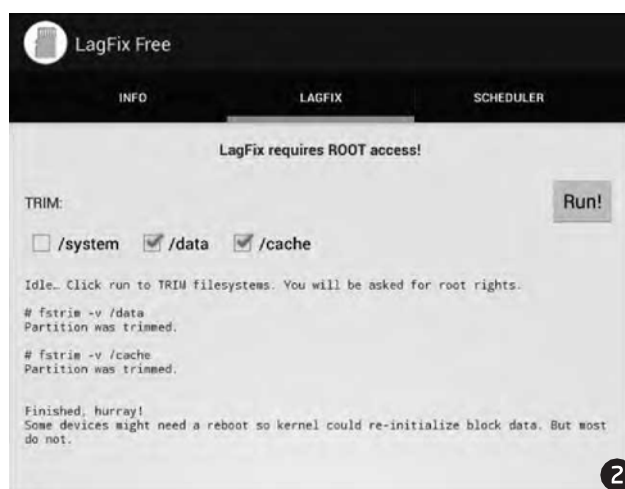 LagFix Free
INFO LAGFIX SCHEDULER
LagFix requires ROOT access!
TRIM: Run!
/system /data /cache
Idle… Click run to TRIM filesystems. You will be asked for root rights.
# fstrim -v /data
Partition was trimmed.
# fstrim -v /cache
Partition was trimmed.
Finished, hurray!
Some devices might need a reboot so kernel could re-initialize block data. But most
do not.
2